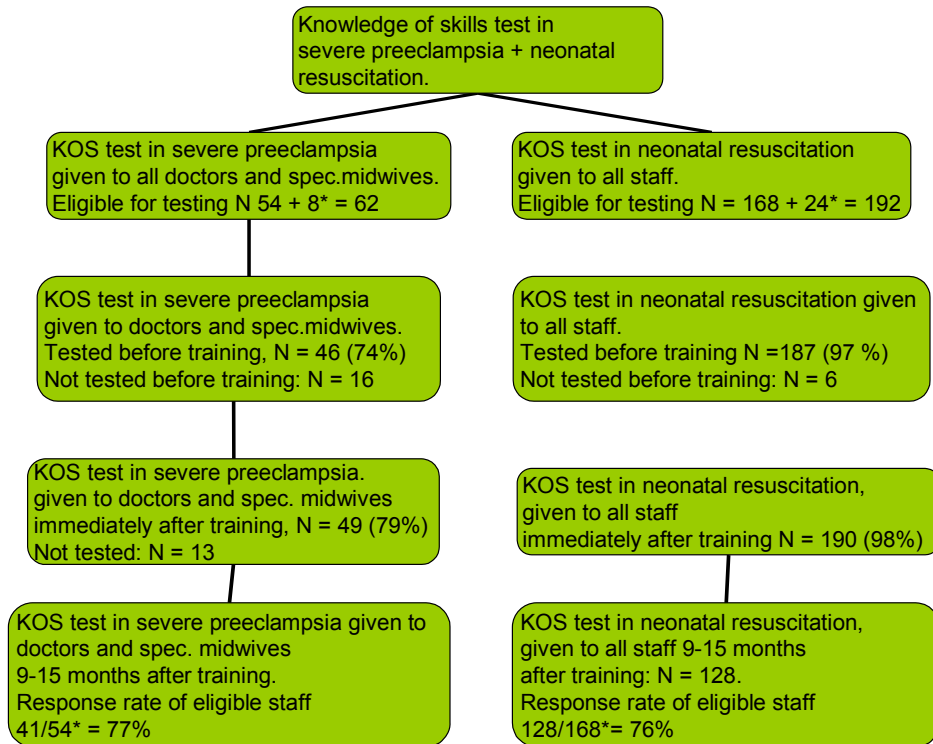 Knowledge of skills test in
severe preeclampsia + neonatal
resuscitation.
KOS test in severe preeclampsia
given to all doctors and spec.midwives.
Eligible for testing N 54 + 8* = 62
KOS test in neonatal resuscitation
given to all staff.
Eligible for testing N = 168 + 24* = 192
KOS test in severe preeclampsia
given to doctors and spec.midwives.
Tested before training, N = 46 (74%)
Not tested before training: N = 16
KOS test in neonatal resuscitation given
to all staff.
Tested before training N =187 (97 %)
Not tested before training: N = 6
KOS test in severe preeclampsia.
given to doctors and spec. midwives
immediately after training, N = 49 (79%)
Not tested: N = 13
KOS test in neonatal resuscitation,
given to all staff
immediately after training N = 190 (98%)
KOS test in severe preeclampsia given to
doctors and spec. midwives
9-15 months after training.
Response rate of eligible staff
41/54* = 77%
KOS test in neonatal resuscitation,
given to all staff 9-15 months
after training: N = 128.
Response rate of eligible staff
128/168*= 76%